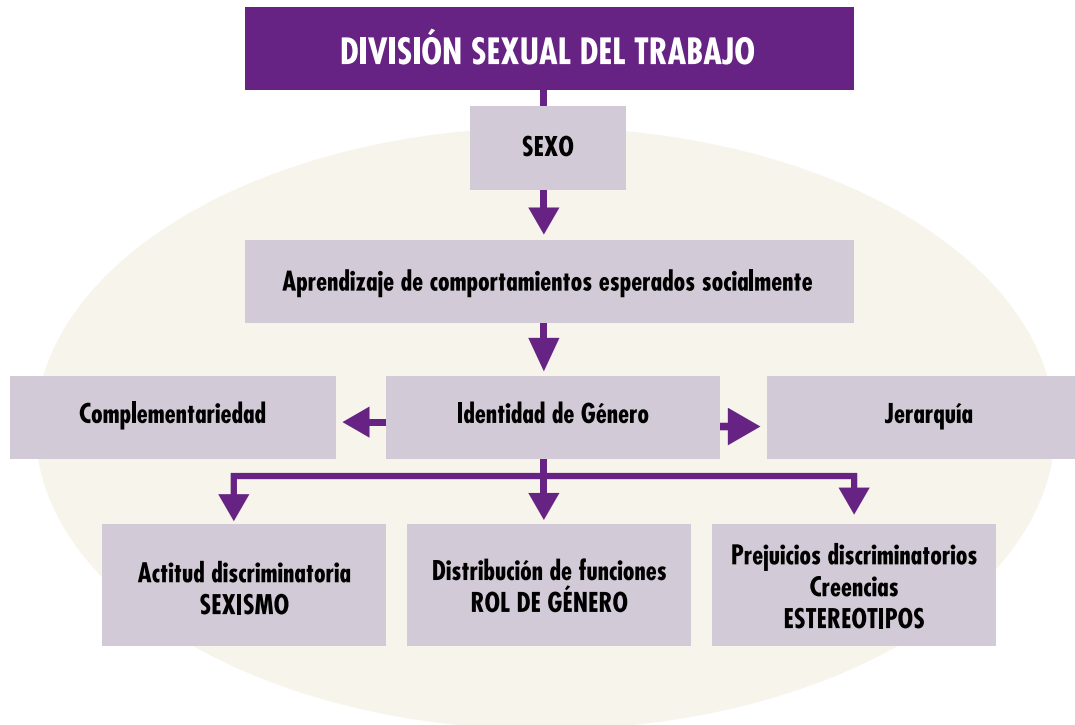 DIVISIÓN SEXUAL DEL TRABAJO
SEXO
Aprendizaje de comportamientos esperados socialmente
Complementariedad
Identidad de Género
Jerarquía
Actitud discriminatoria
SEXISMO
Distribución de funciones
ROL DE GÉNERO
Prejuicios discriminatorios
Creencias
ESTEREOTIPOS